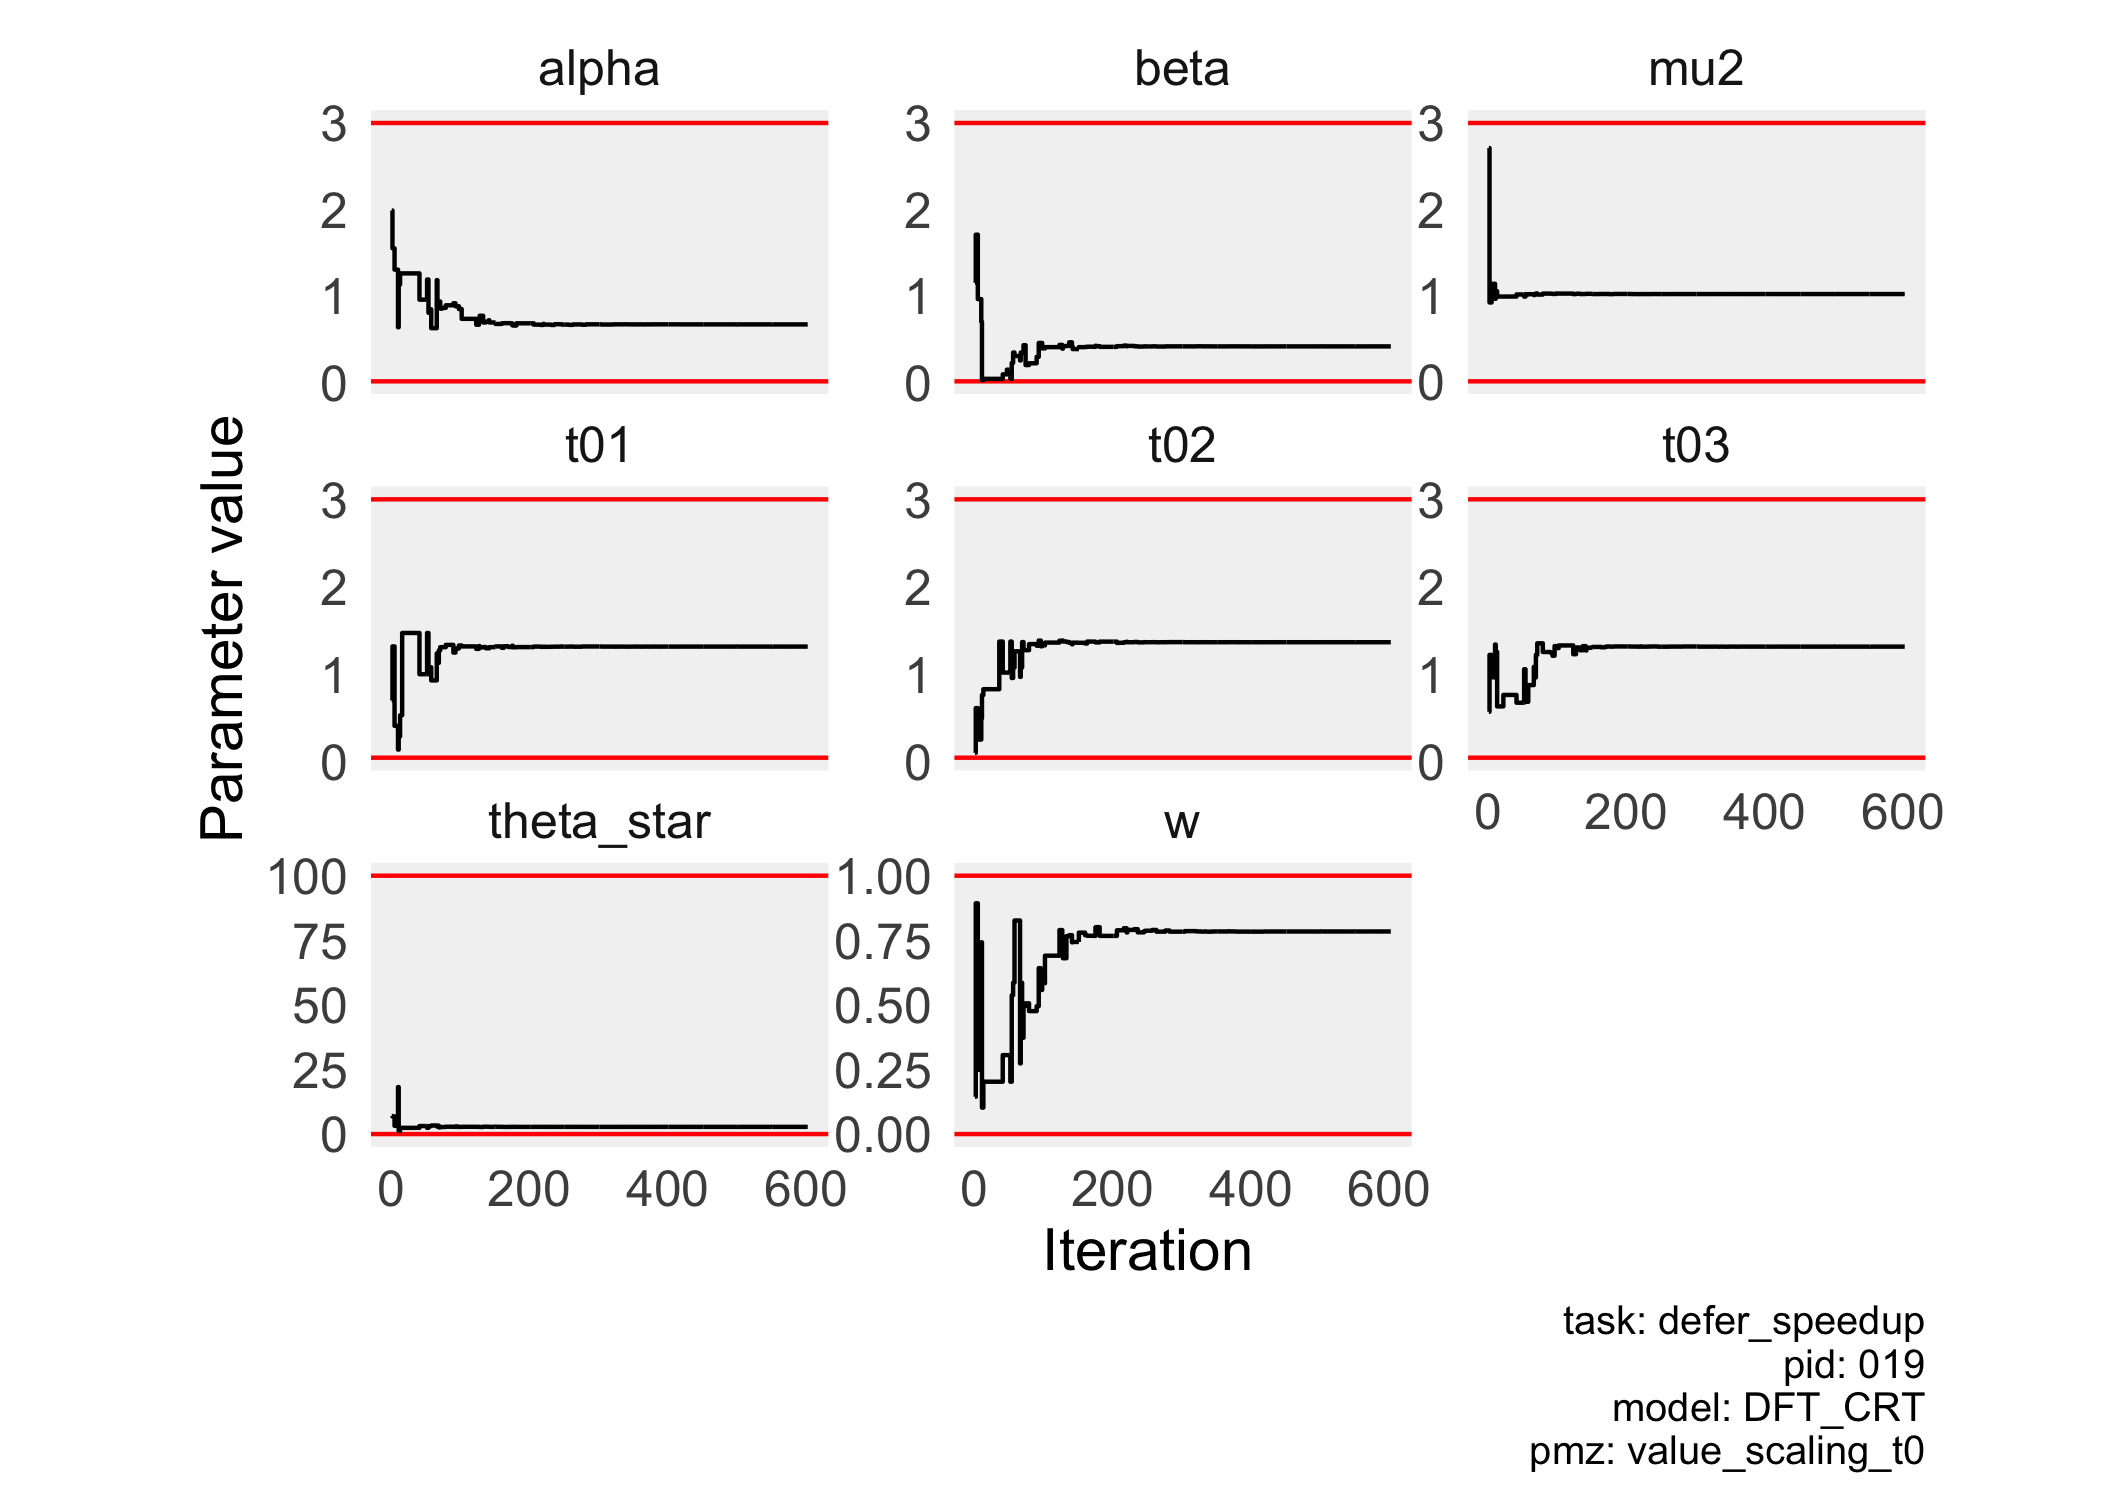 alpha
beta
mu2
3
2
1
0
3
2
1
0
3
2
1
0
t01
t02
t03
3
2
1
0
3
2
1
0
3
2
1
0
0 200 400 600
theta_star
w
100
75
50
25
0
1.00
0.75
0.50
0.25
0.00
0 200 400 600
0 200 400 600
Parameter value
Iteration
task: defer_speedup
pid: 019
model: DFT_CRT
pmz: value_scaling_t0